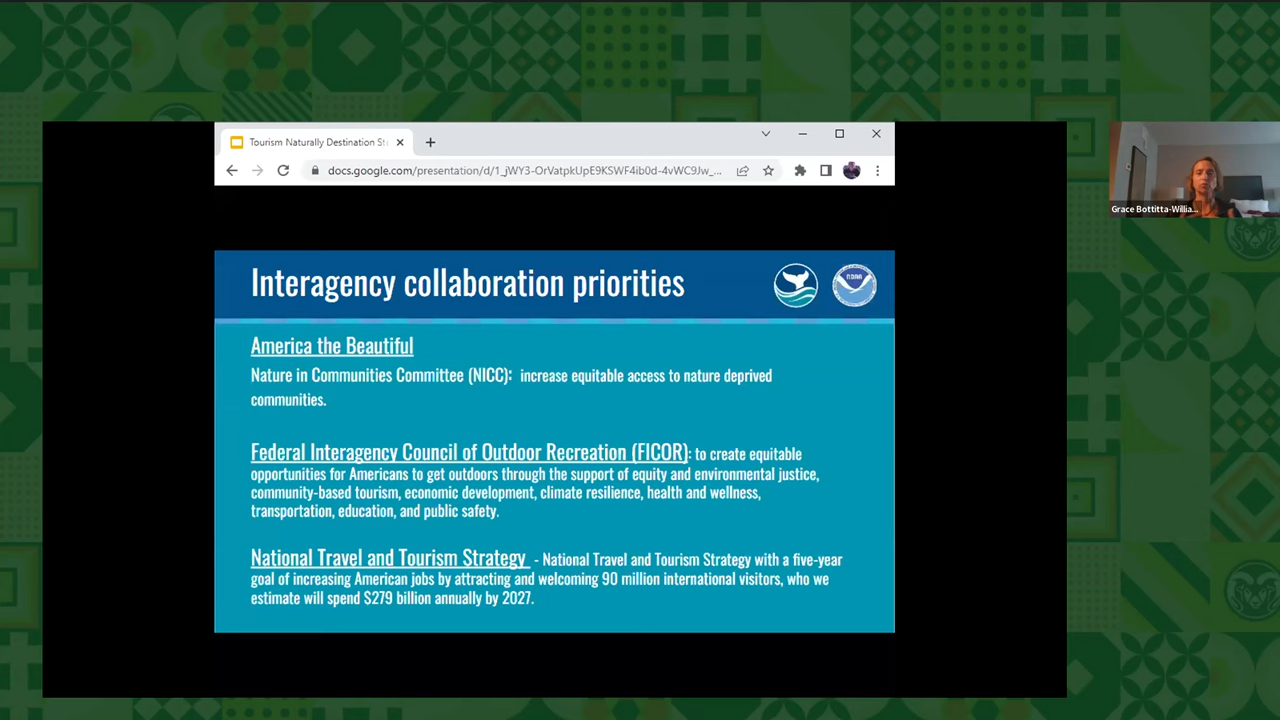 Tourism Naturally Destination St
docs.google.com/presentation/d/1_jWY3-OrVatpkUpE9KSWF4ib0d-4vWC9Jw_...
Interagency collaboration priorities
NOAA
America the Beautiful
Nature in Communities Committee (NICC): increase equitable access to nature deprived
communities.
Federal Interagency Council of Outdoor Recreation (FICOR): to create equitable
opportunities for Americans to get outdoors through the support of equity and environmental justice,
community-based tourism, economic development, climate resilience, health and wellness,
transportation, education, and public safety.
National Travel and Tourism Strategy - National Travel and Tourism Strategy with a five-year
goal of increasing American jobs by attracting and welcoming 90 million international visitors, who we
estimate will spend $279 billion annually by 2027.
Grace Bottitta-Willia...